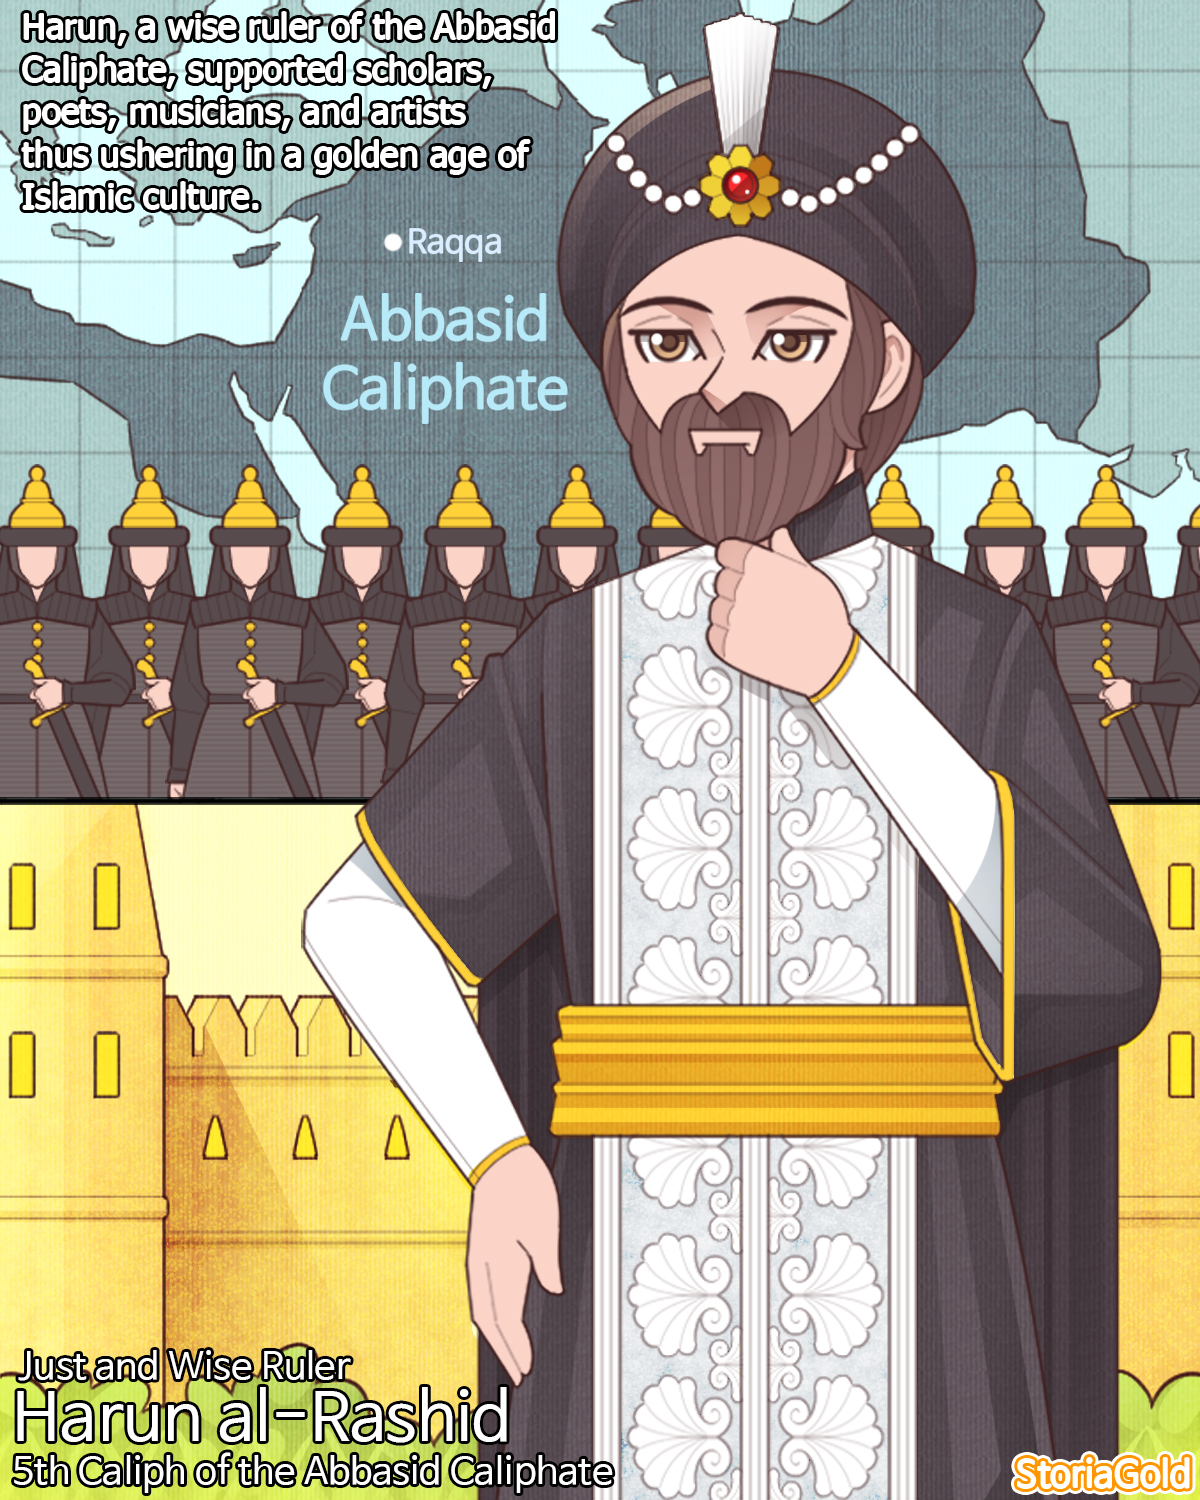 Harun, a wise ruler of the Abbasid
Caliphate, supported scholars,
poets, musicians, and artists
thus ushering in a golden age of
Islamic culture.
Raqqa
Abbasid
Caliphate
Just and Wise Ruler
Harun al-Rashid
5th Caliph of the Abbasid Caliphate
StoriaGold